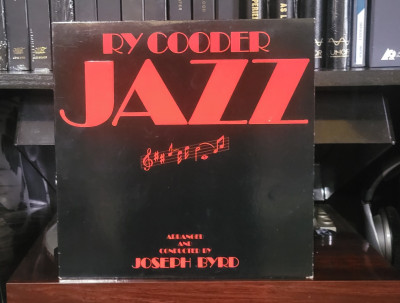 RY COODER
JAZZ
ARRANGED
AND
CONDUCTED BY
JOSEPH BYRD